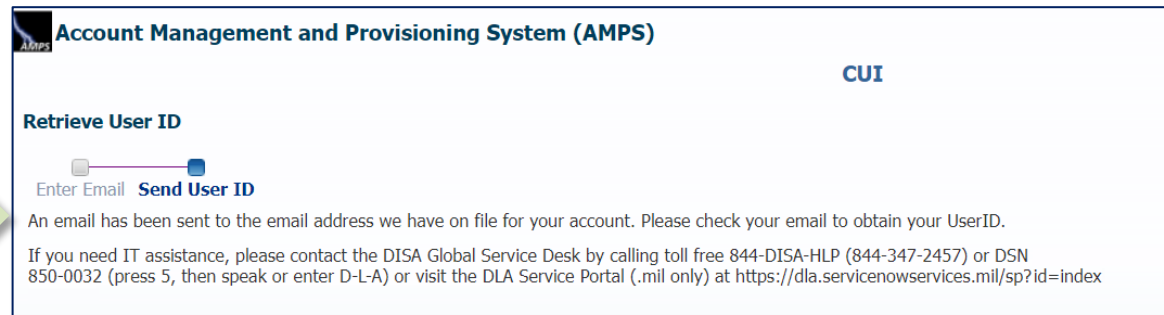 AMPS
Account Management and Provisioning System (AMPS)
CUI
Retrieve User ID
Enter Email Send User ID
An email has been sent to the email address we have on file for your account. Please check your email to obtain your UserID.
If you need IT assistance, please contact the DISA Global Service Desk by calling toll free 844-DISA-HLP (844-347-2457) or DSN
850-0032 (press 5, then speak or enter D-L-A) or visit the DLA Service Portal (.mil only) at https://dla.servicenowservices.mil/sp?id=index